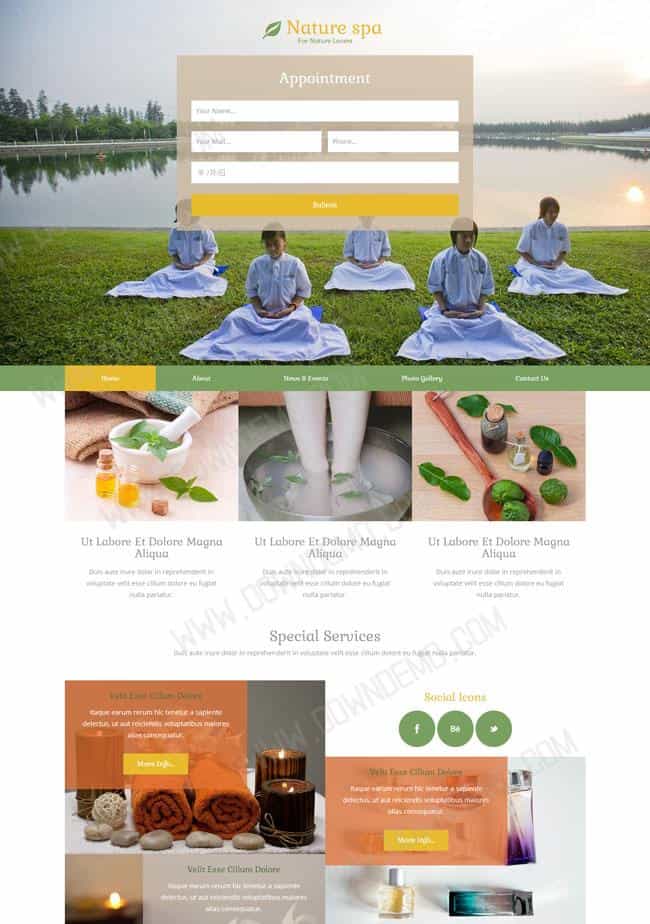 Nature spa
For Nature Lovers
Appointment
Your Name...
Your Mail...
Phone...
年 /月/日
Submit
Home
About
News & Events
Photo Gallery
Contact Us
Ut Labore Et Dolore Magna
Aliqua
Ut Labore Et Dolore Magna
Aliqua
Ut Labore Et Dolore Magna
Aliqua
Duis aute irure dolor in reprehenderit in
voluptate velit esse cillum dolore eu fugiat
nulla pariatur.
Duis aute irure dolor in reprehenderit in
voluptate velit esse cillum dolore eu fugiat
nulla pariatur.
Duis aute irure dolor in reprehenderit in
voluptate velit esse cillum dolore eu fugiat
nulla pariatur.
Special Services
Duis aute irure dolor in reprehenderit in voluptate velit esse cillum dolore eu fugiat nulla pariatur.
Velit Esse Cillum Dolore
Itaque earum rerum hic tenetur a sapiente
delectus, ut aut reiciendis voluptatibus maiores
alias consequatur.
More Info...
Social Icons
f
Bē
Velit Esse Cillum Dolore
Itaque earum rerum hic tenetur a sapiente
delectus, ut aut reiciendis voluptatibus maiores
alias consequatur.
More Info...
Velit Esse Cillum Dolore
Itaque earum rerum hic tenetur a sapiente
delectus, ut aut reiciendis voluptatibus maiores
alias consequatur.
WWW.DOWNDEMO.COM